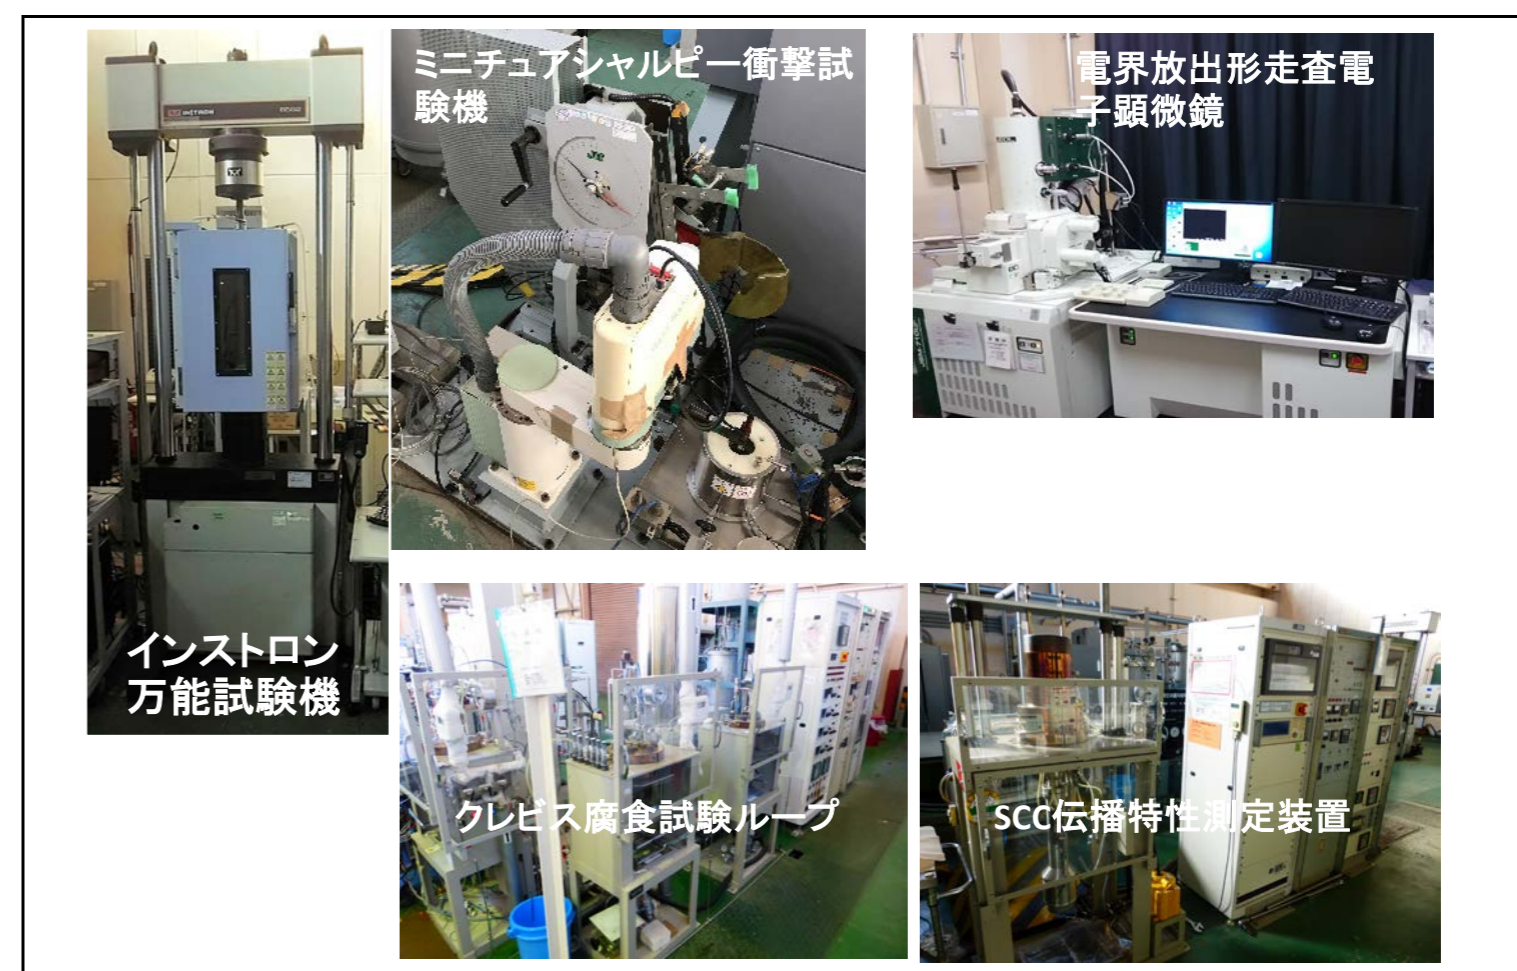 ミニチュアシャルピー衝撃試
験機
電界放出形走査電
子顕微鏡
INSTRON
インストロン
万能試験機
クレビス腐食試験ループ
SCC伝播特性測定装置